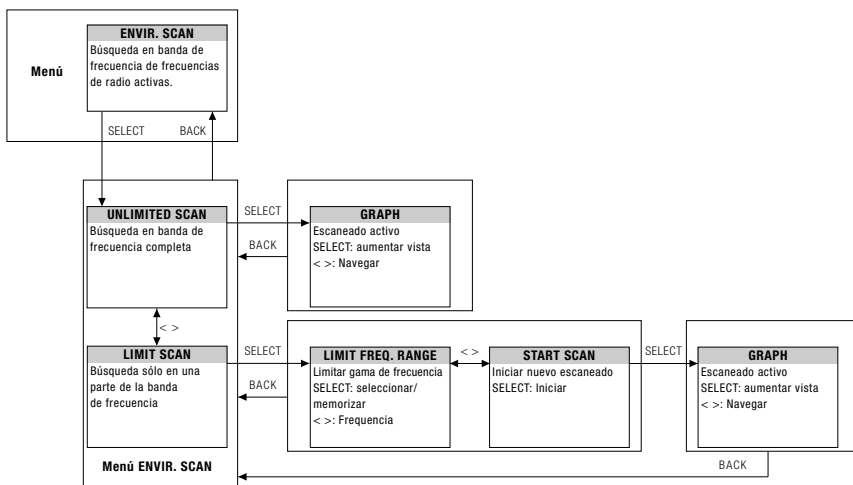 ENVIR. SCAN
Búsqueda en banda de
frecuencia de frecuencias
de radio activas.
Menú
SELECT
BACK
UNLIMITED SCAN
Búsqueda en banda de
frecuencia completa
SELECT
BACK
GRAPH
Escaneado activo
SELECT: aumentar vista
< >: Navegar
< >
LIMIT SCAN
Búsqueda sólo en una
parte de la banda
de frecuencia
SELECT
BACK
LIMIT FREQ. RANGE
Limitar gama de frecuencia
SELECT: seleccionar/
memorizar
< >: Frequencia
< >
START SCAN
Iniciar nuevo escaneado
SELECT: Iniciar
SELECT
GRAPH
Escaneado activo
SELECT: aumentar vista
< >: Navegar
Menú ENVIR. SCAN
BACK